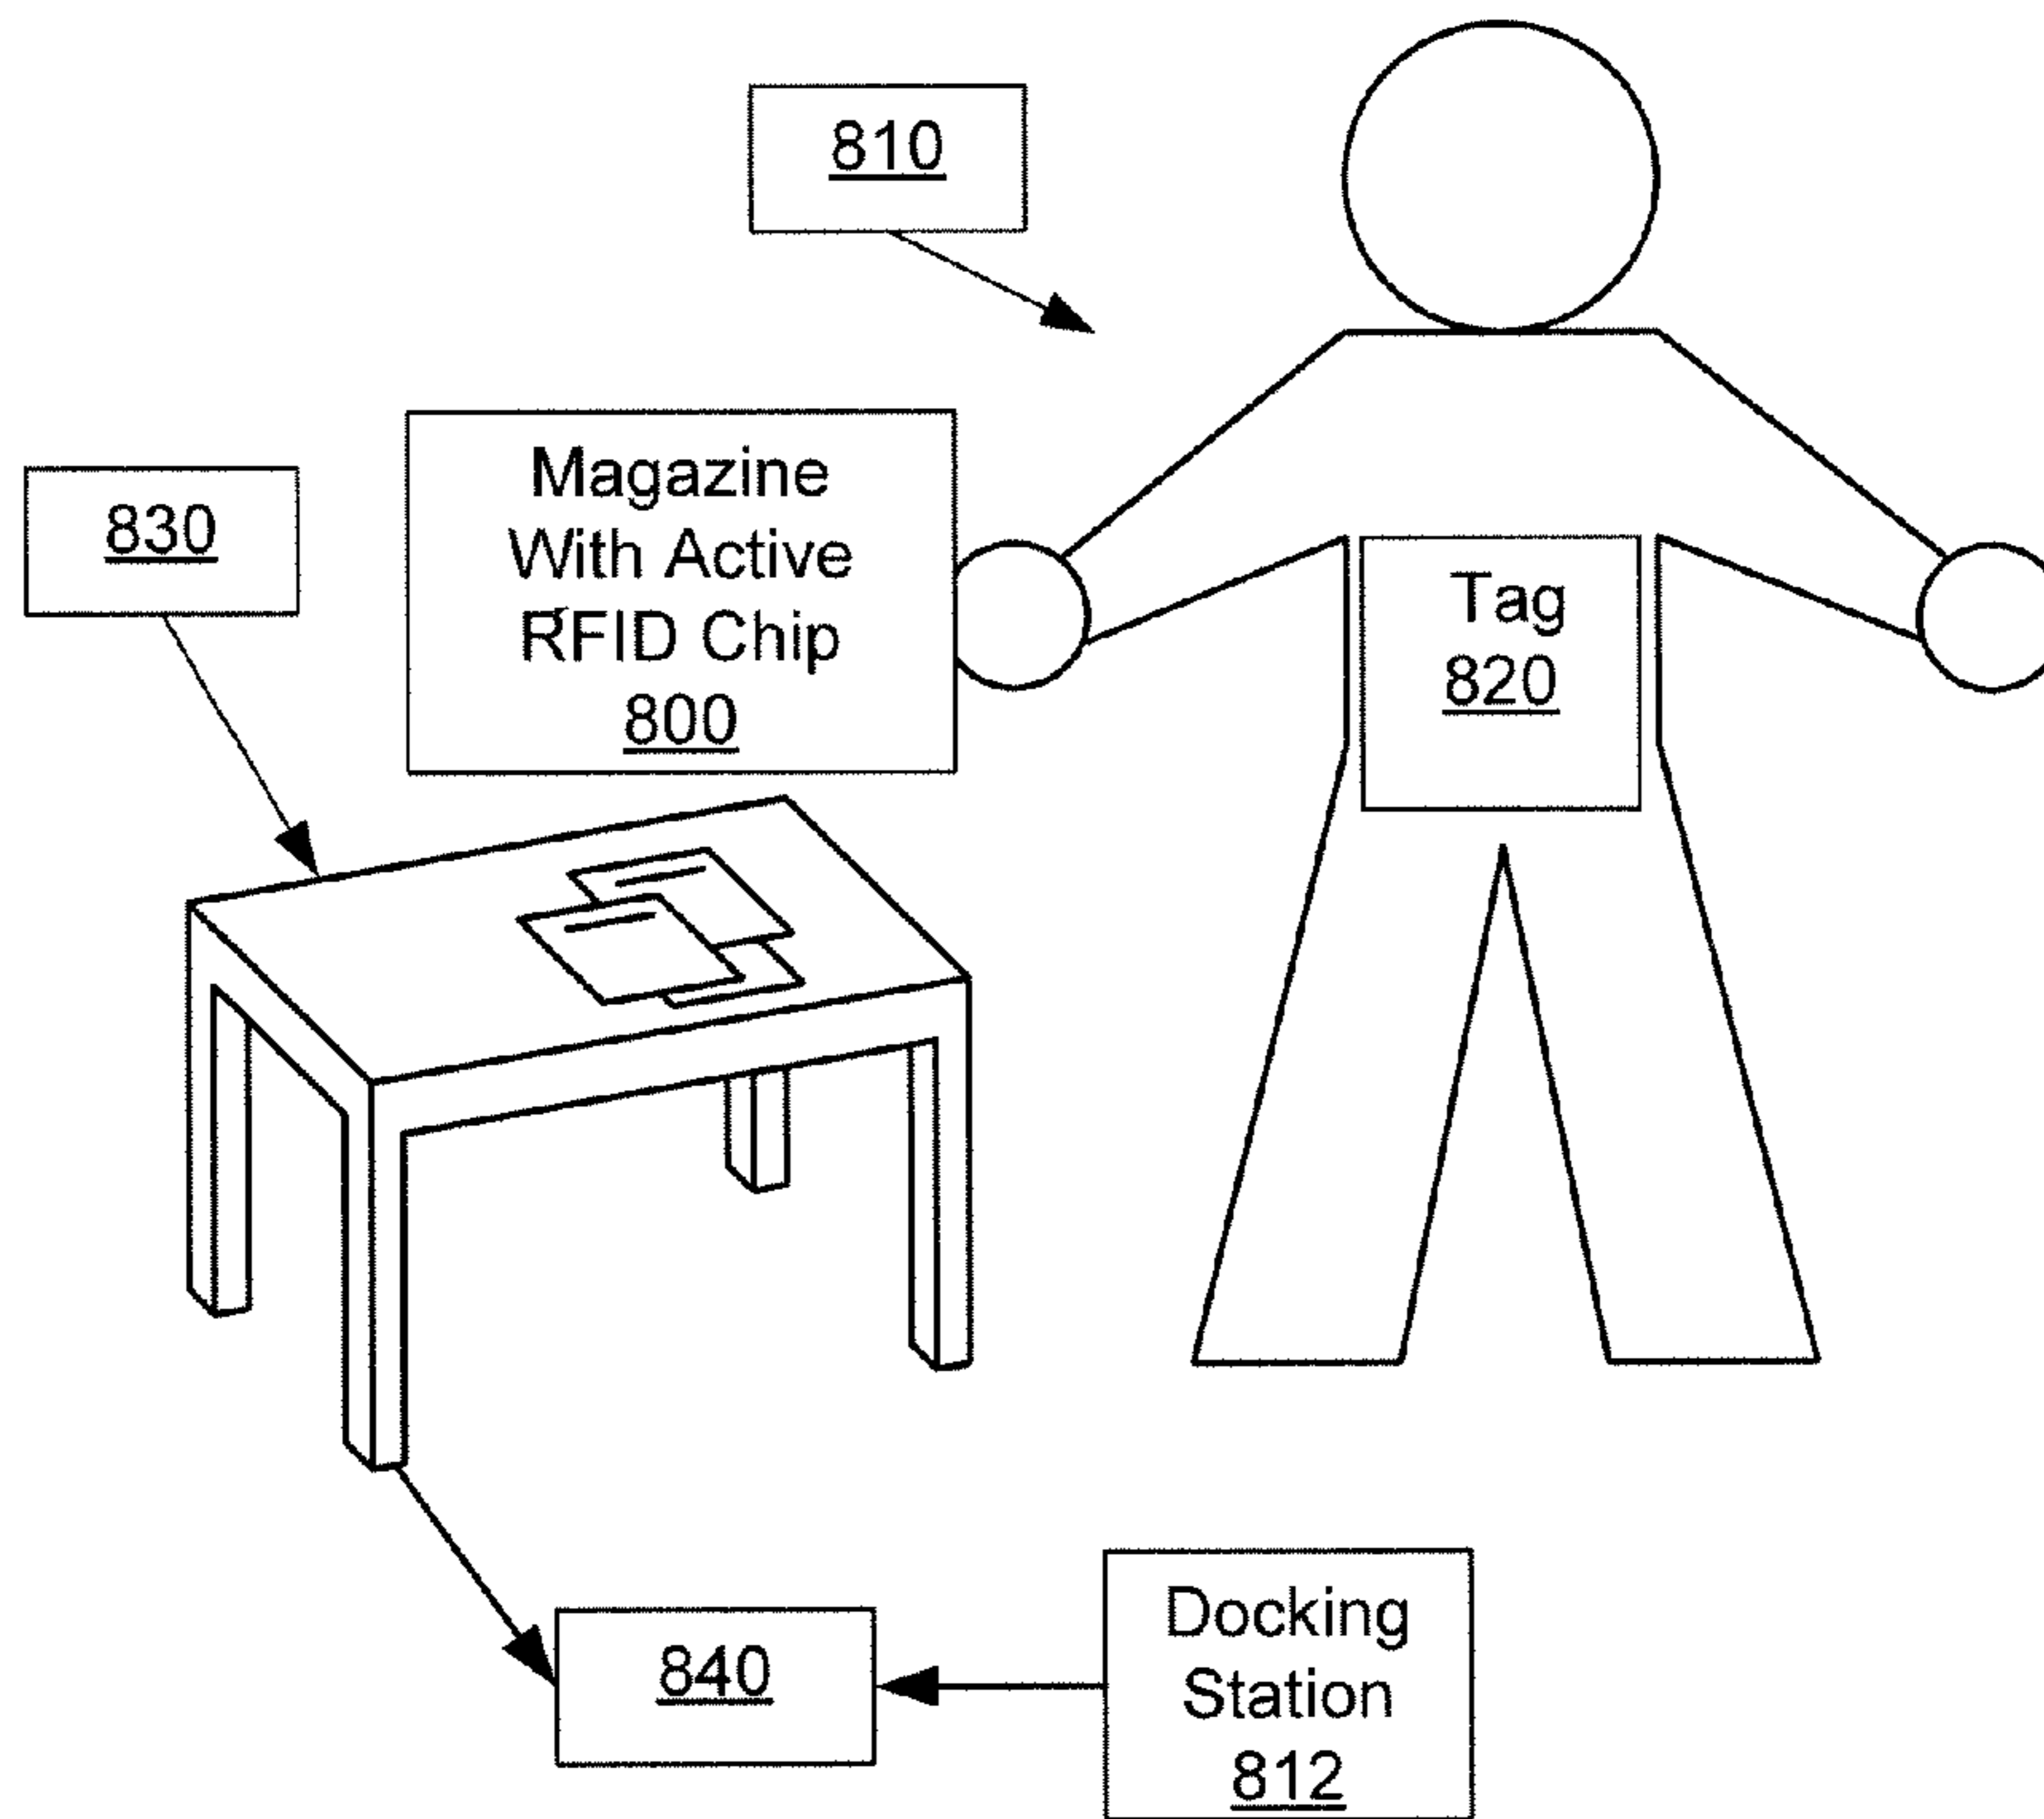 810
830
Magazine
With Active
RFID Chip
800
Tag
820
840
Docking
Station
812